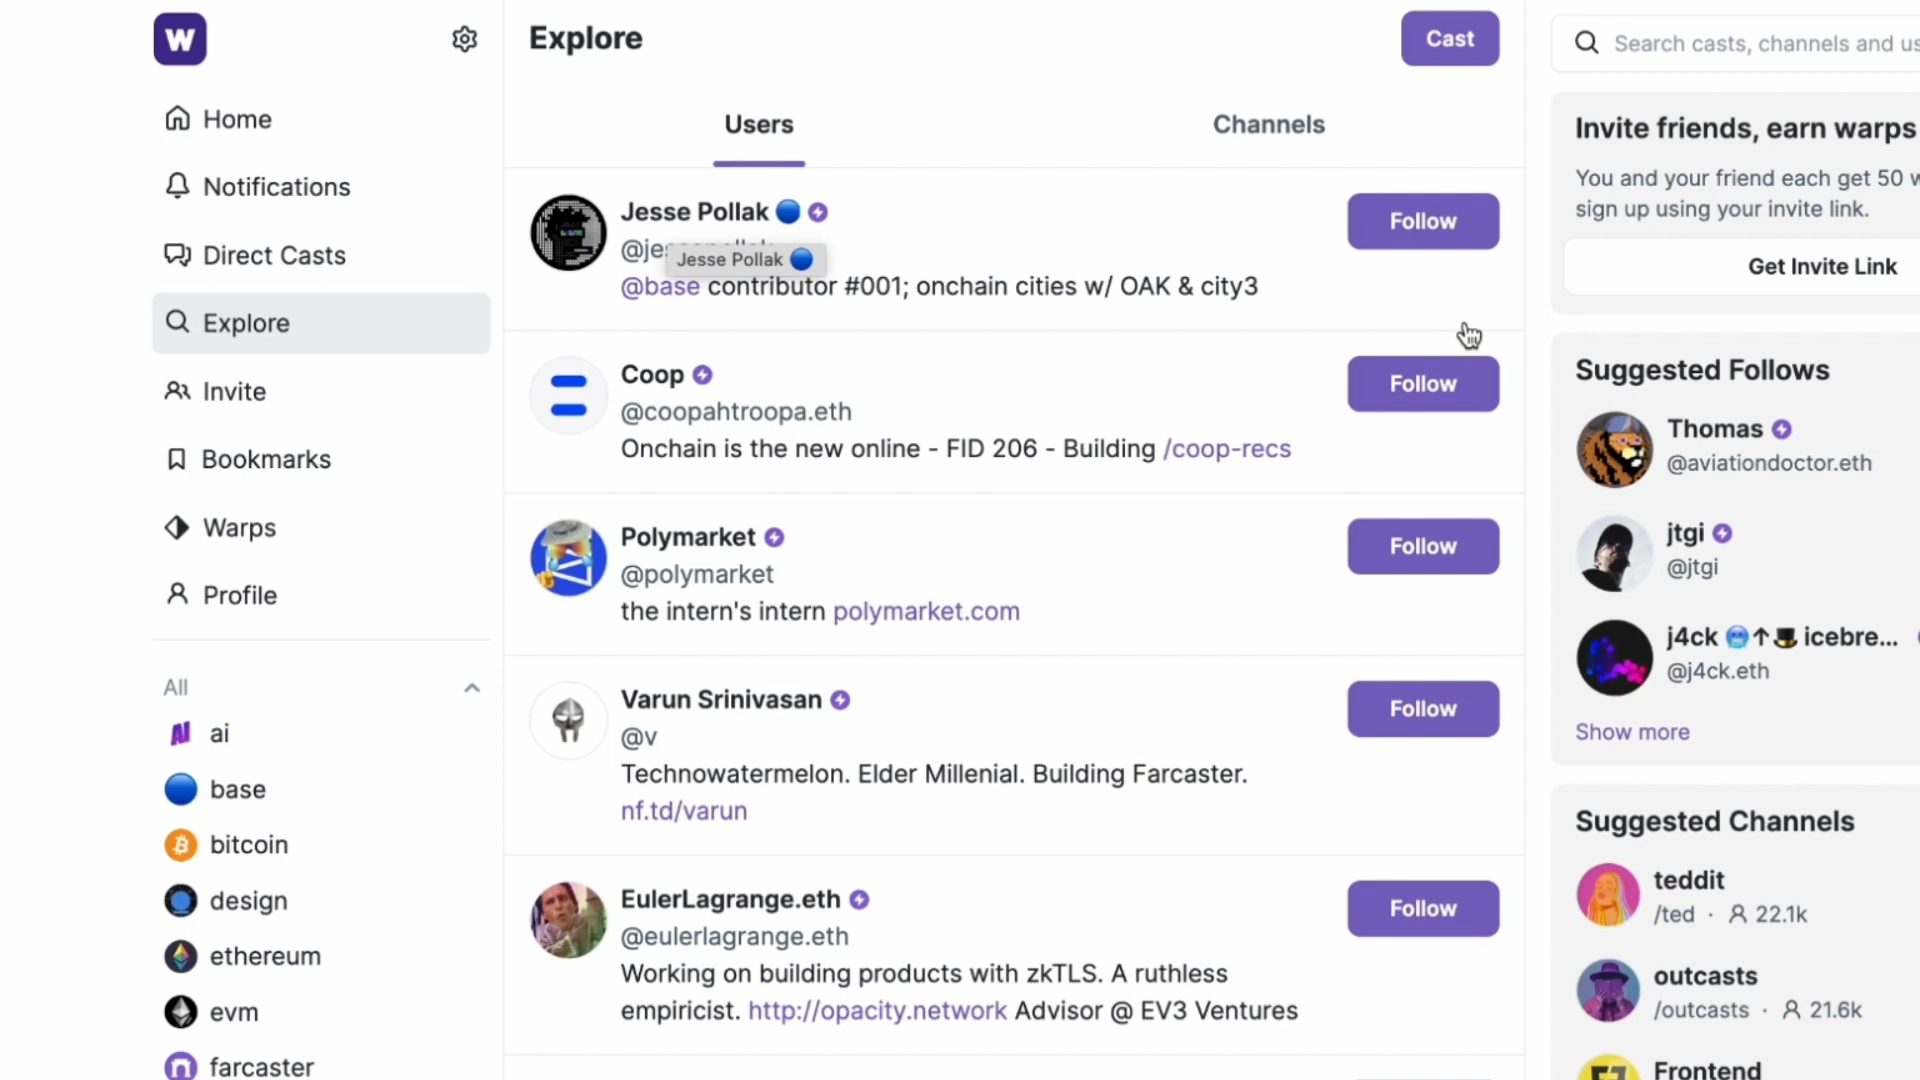 W
Home
Notifications
Direct Casts
Explore
Invite
Bookmarks
Warps
Profile
All
ai
base
bitcoin
design
ethereum
evm
farcaster
Explore
Cast
Users
Channels
Jesse Pollak
Follow
Jesse Pollak
@base contributor #001; onchain cities w/ OAK & city3
Coop
Follow
@coopahtroopa.eth
Onchain is the new online - FID 206 - Building /coop-recs
Polymarket
Follow
@polymarket
the intern's intern polymarket.com
Varun Srinivasan
Follow
@v
Technowatermelon. Elder Millenial. Building Farcaster.
nf.td/varun
EulerLagrange.eth
Follow
@eulerlagrange.eth
Working on building products with zkTLS. A ruthless
empiricist. http://opacity.network Advisor @ EV3 Ventures
Search casts, channels and
Invite friends, earn warps
You and your friend each get 50
sign up using your invite link.
Get Invite Link
Suggested Follows
Thomas
@aviationdoctor.eth
jtgi
@jtgi
j4ck 🥶↑🎩 icebre...
@j4ck.eth
Show more
Suggested Channels
teddit
/ted · 22.1k
outcasts
/outcasts · 21.6k
Frontend